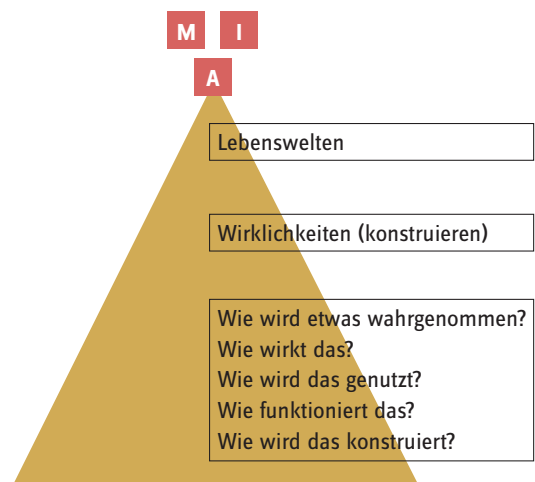 M I
A
Lebenswelten
Wirklichkeiten (konstruieren)
Wie wird etwas wahrgenommen?
Wie wirkt das?
Wie wird das genutzt?
Wie funktioniert das?
Wie wird das konstruiert?